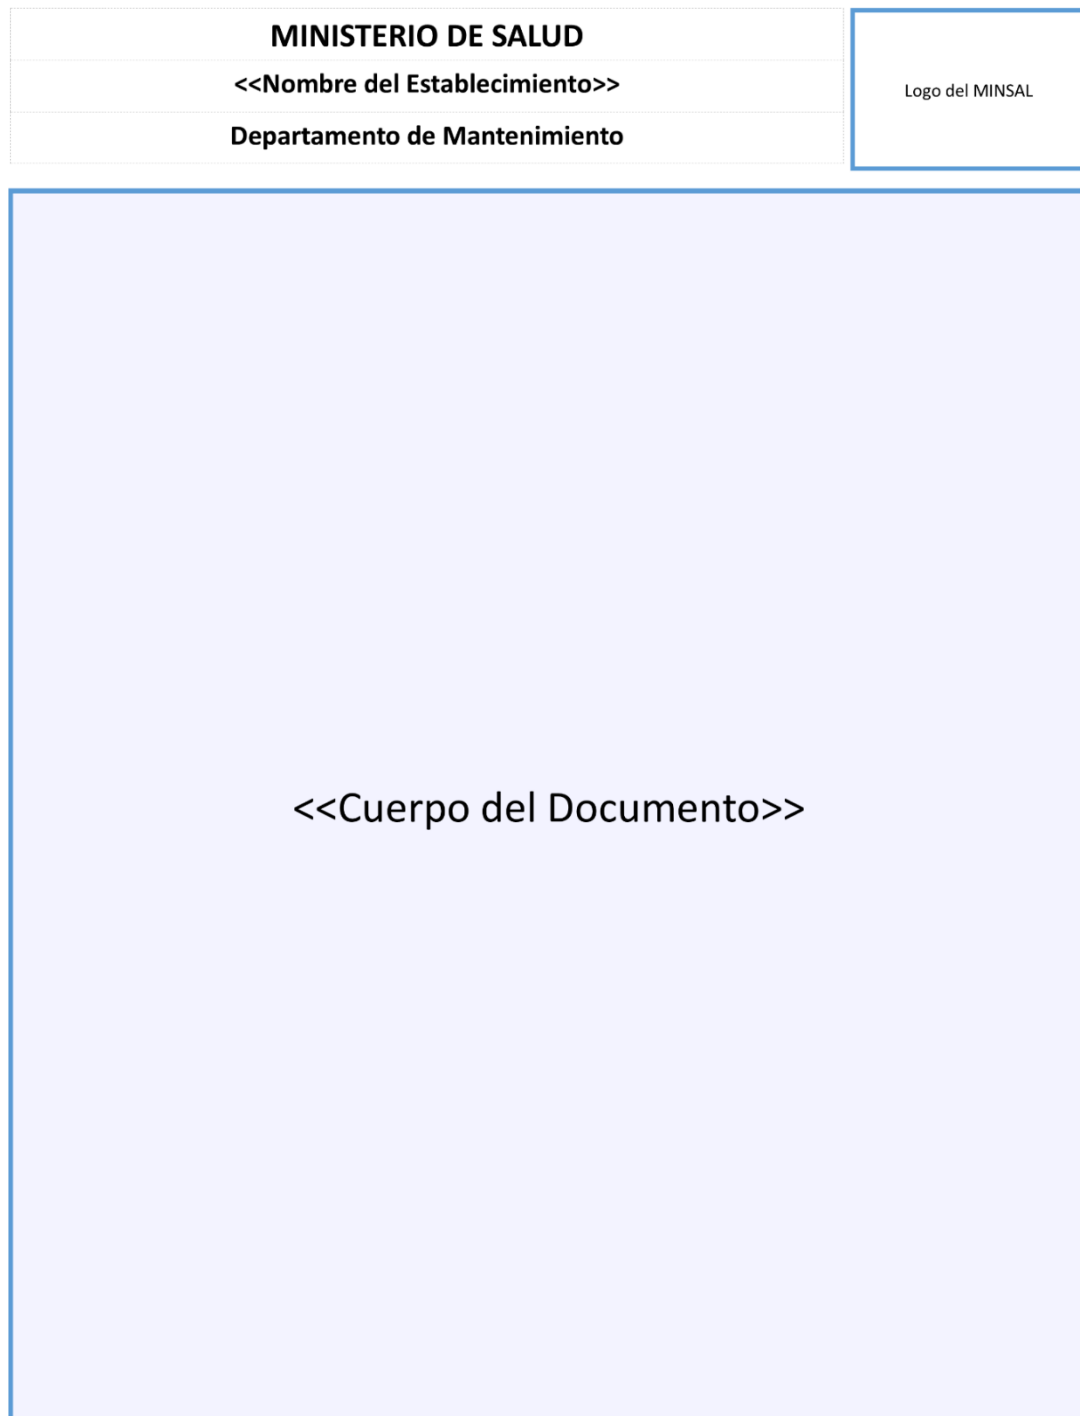 MINISTERIO DE SALUD
<<Nombre del Establecimiento>>
Departamento de Mantenimiento
Logo del MINSAL
<<Cuerpo del Documento>>